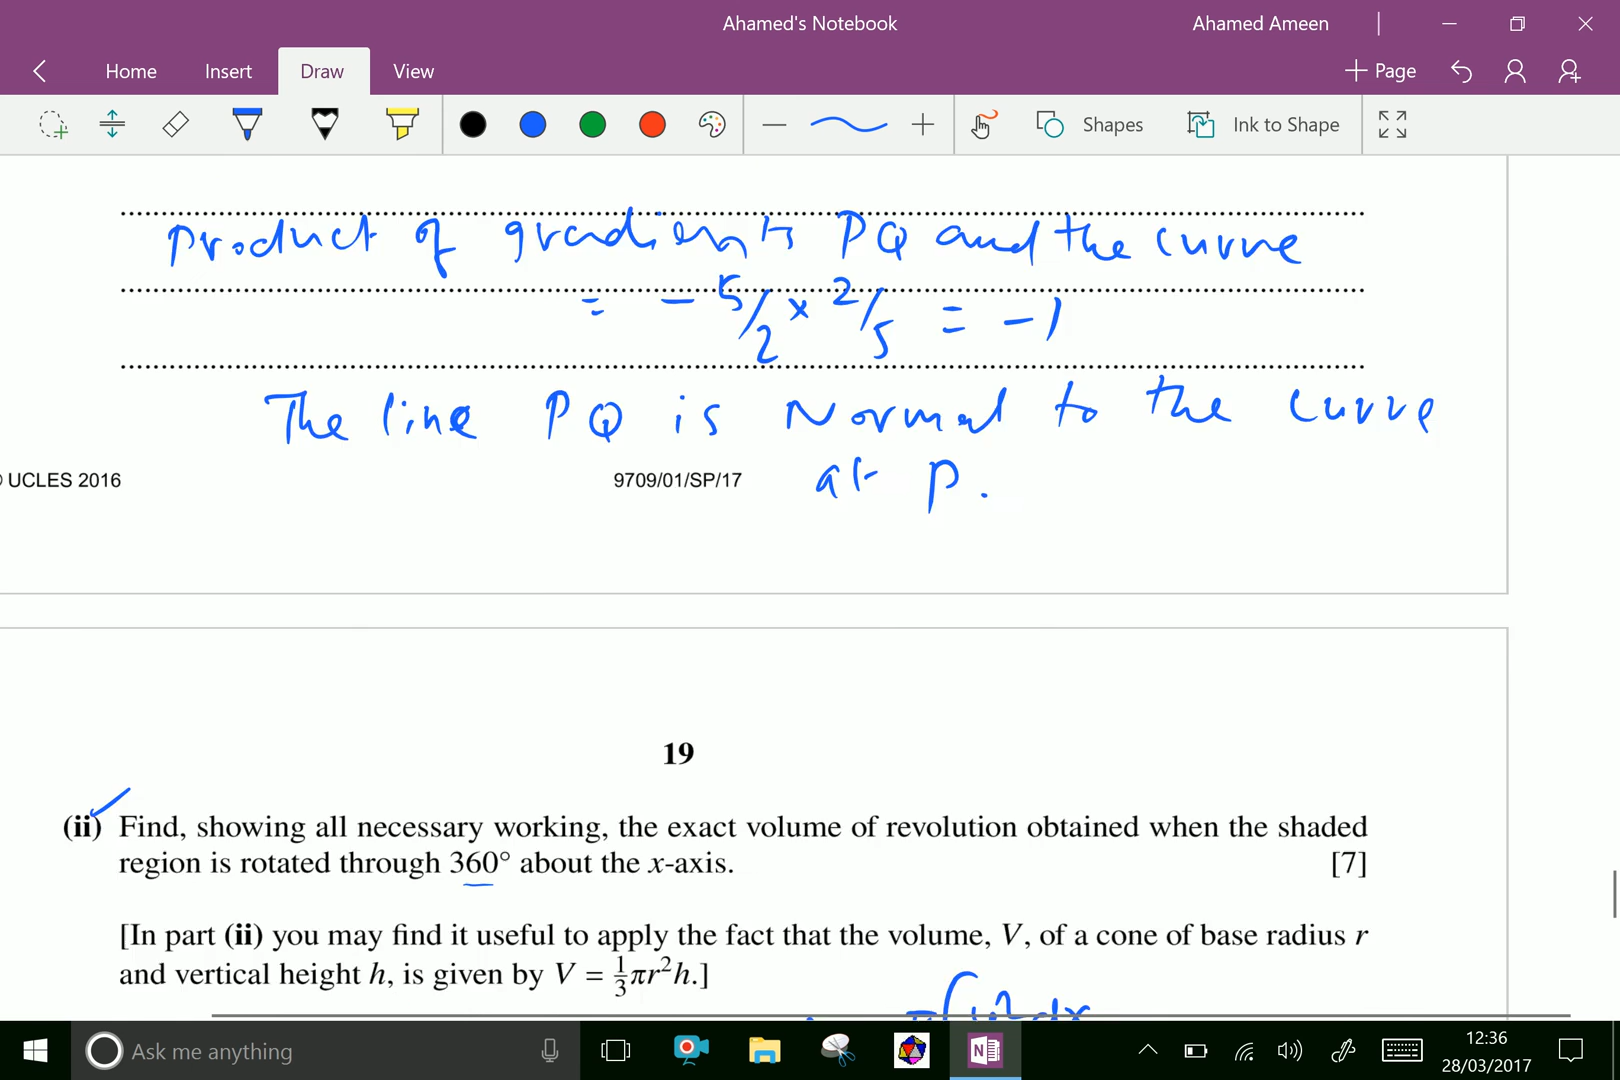 Ahamed's Notebook
Ahamed Ameen
Home Insert Draw View
Page
Shapes Ink to Shape
product of gradients PQ and the curve
= - 5/2 × 2/5 = -1
The line PQ is Normal to the curve
at P.
UCLES 2016
9709/01/SP/17
19
(ii) Find, showing all necessary working, the exact volume of revolution obtained when the shaded
region is rotated through 360° about the x-axis. [7]
[In part (ii) you may find it useful to apply the fact that the volume, V, of a cone of base radius r
and vertical height h, is given by V = 1/3 πr²h.]
Ask me anything
12:36
28/03/2017